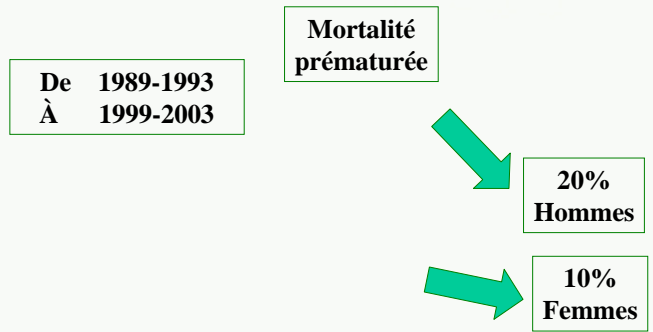 Mortalité
prématurée
De 1989-1993
À 1999-2003
20%
Hommes
10%
Femmes